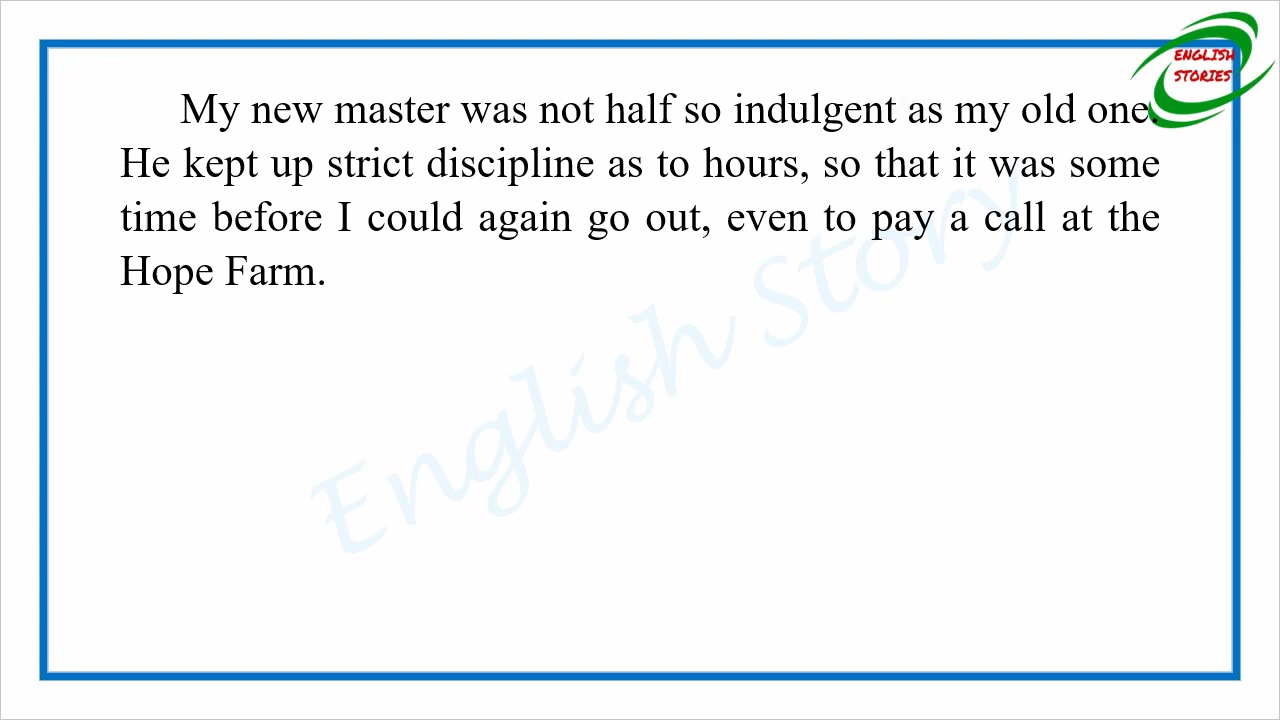 ENGLISH
STORIES
My new master was not half so indulgent as my old one.
He kept up strict discipline as to hours, so that it was some
time before I could again go out, even to pay a call at the
Hope Farm.
English Story